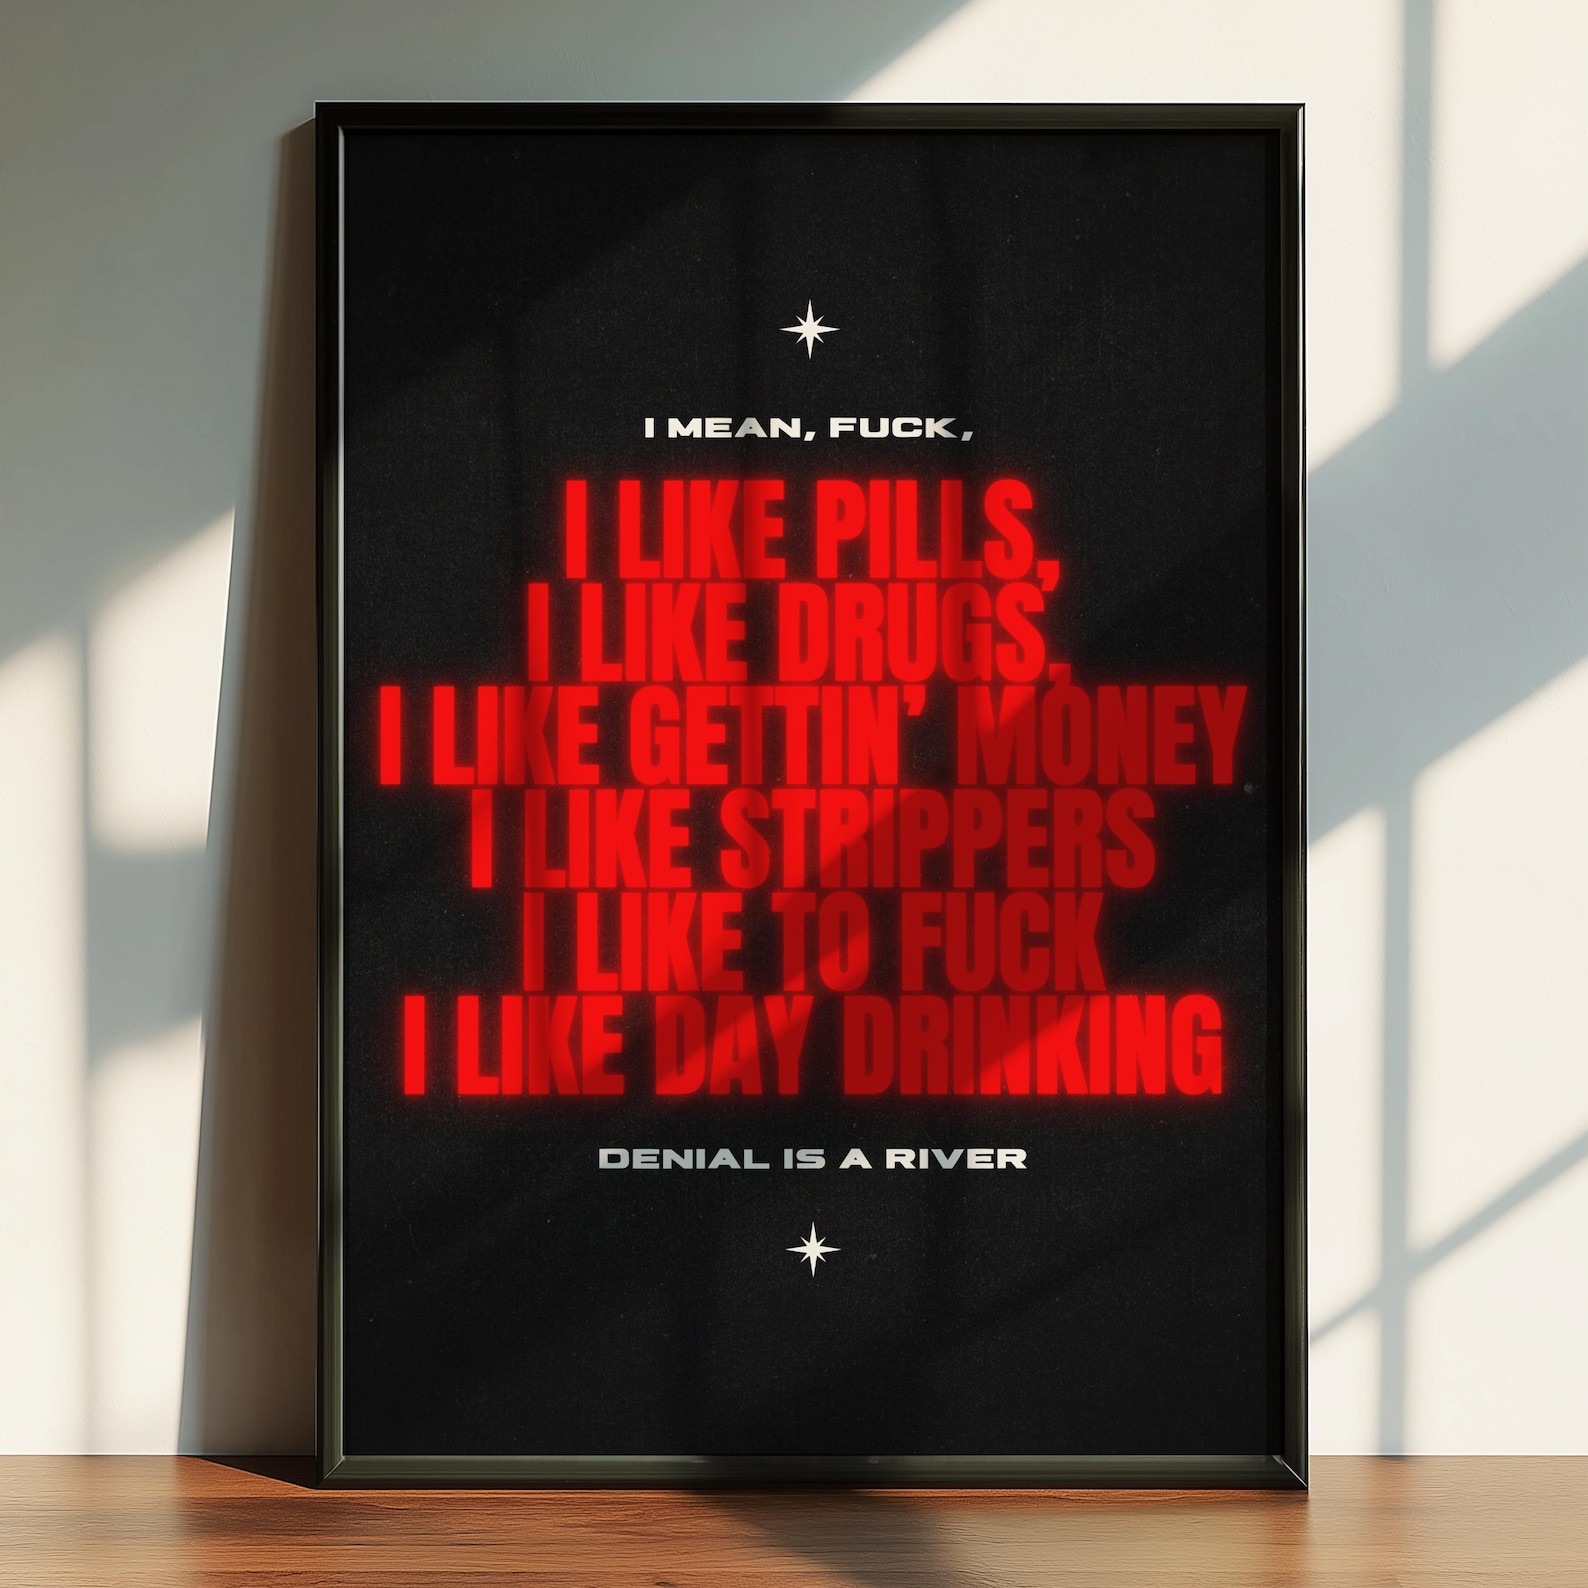 I MEAN, FUCK,
I LIKE PILLS,
I LIKE DRUGS,
I LIKE GETTIN’ MONEY
I LIKE STRIPPERS
I LIKE TO FUCK
I LIKE DAY DRINKING
DENIAL IS A RIVER